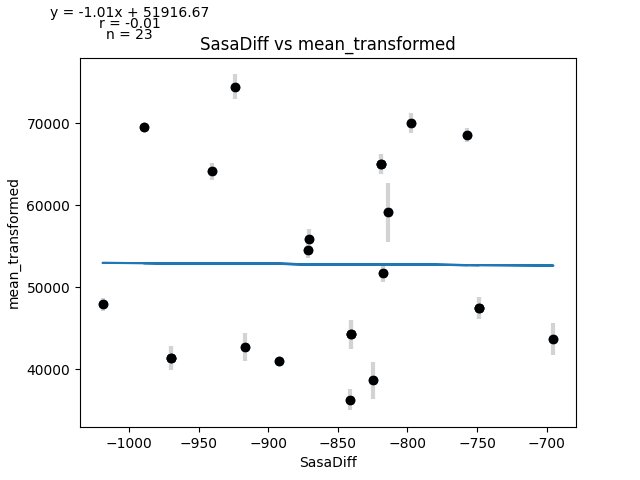 y = -1.01x + 51916.67
r = -0.01
n = 23
SasaDiff vs mean_transformed
70000
60000
50000
40000
mean_transformed
−1000
−950
−900
−850
−800
−750
−700
SasaDiff